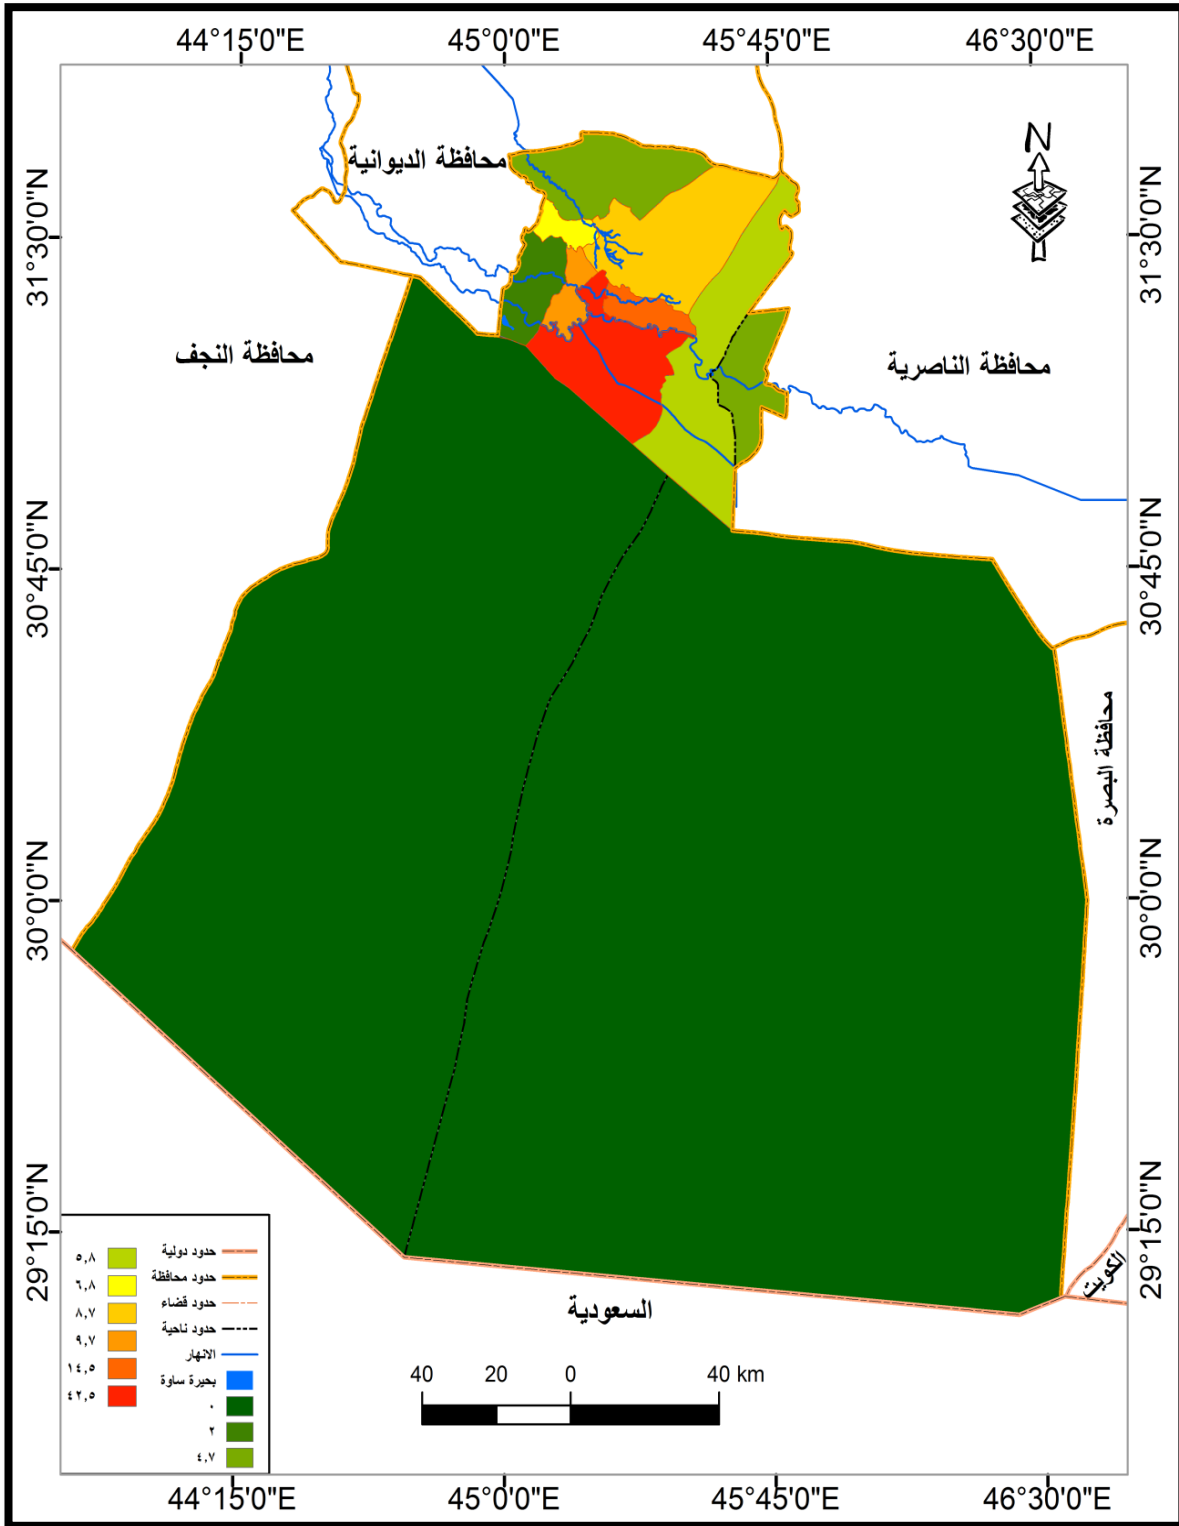 44°15'0"E
45°0'0"E
45°45'0"E
46°30'0"E
N
محافظة الديوانية
31°30'0"N
31°30'0"N
محافظة النجف
محافظة الناصرية
30°45'0"N
30°45'0"N
محافظة البصرة
30°0'0"N
30°0'0"N
29°15'0"N
29°15'0"N
الكويت
السعودية
حدود دولية
حدود محافظة
حدود قضاء
حدود ناحية
الانهار
بحيرة ساوة
٠
٢
٤,٧
٥,٨
٦,٨
٨,٧
٩,٧
١٤,٥
٤٢,٥
40 20 0 40 km
44°15'0"E
45°0'0"E
45°45'0"E
46°30'0"E